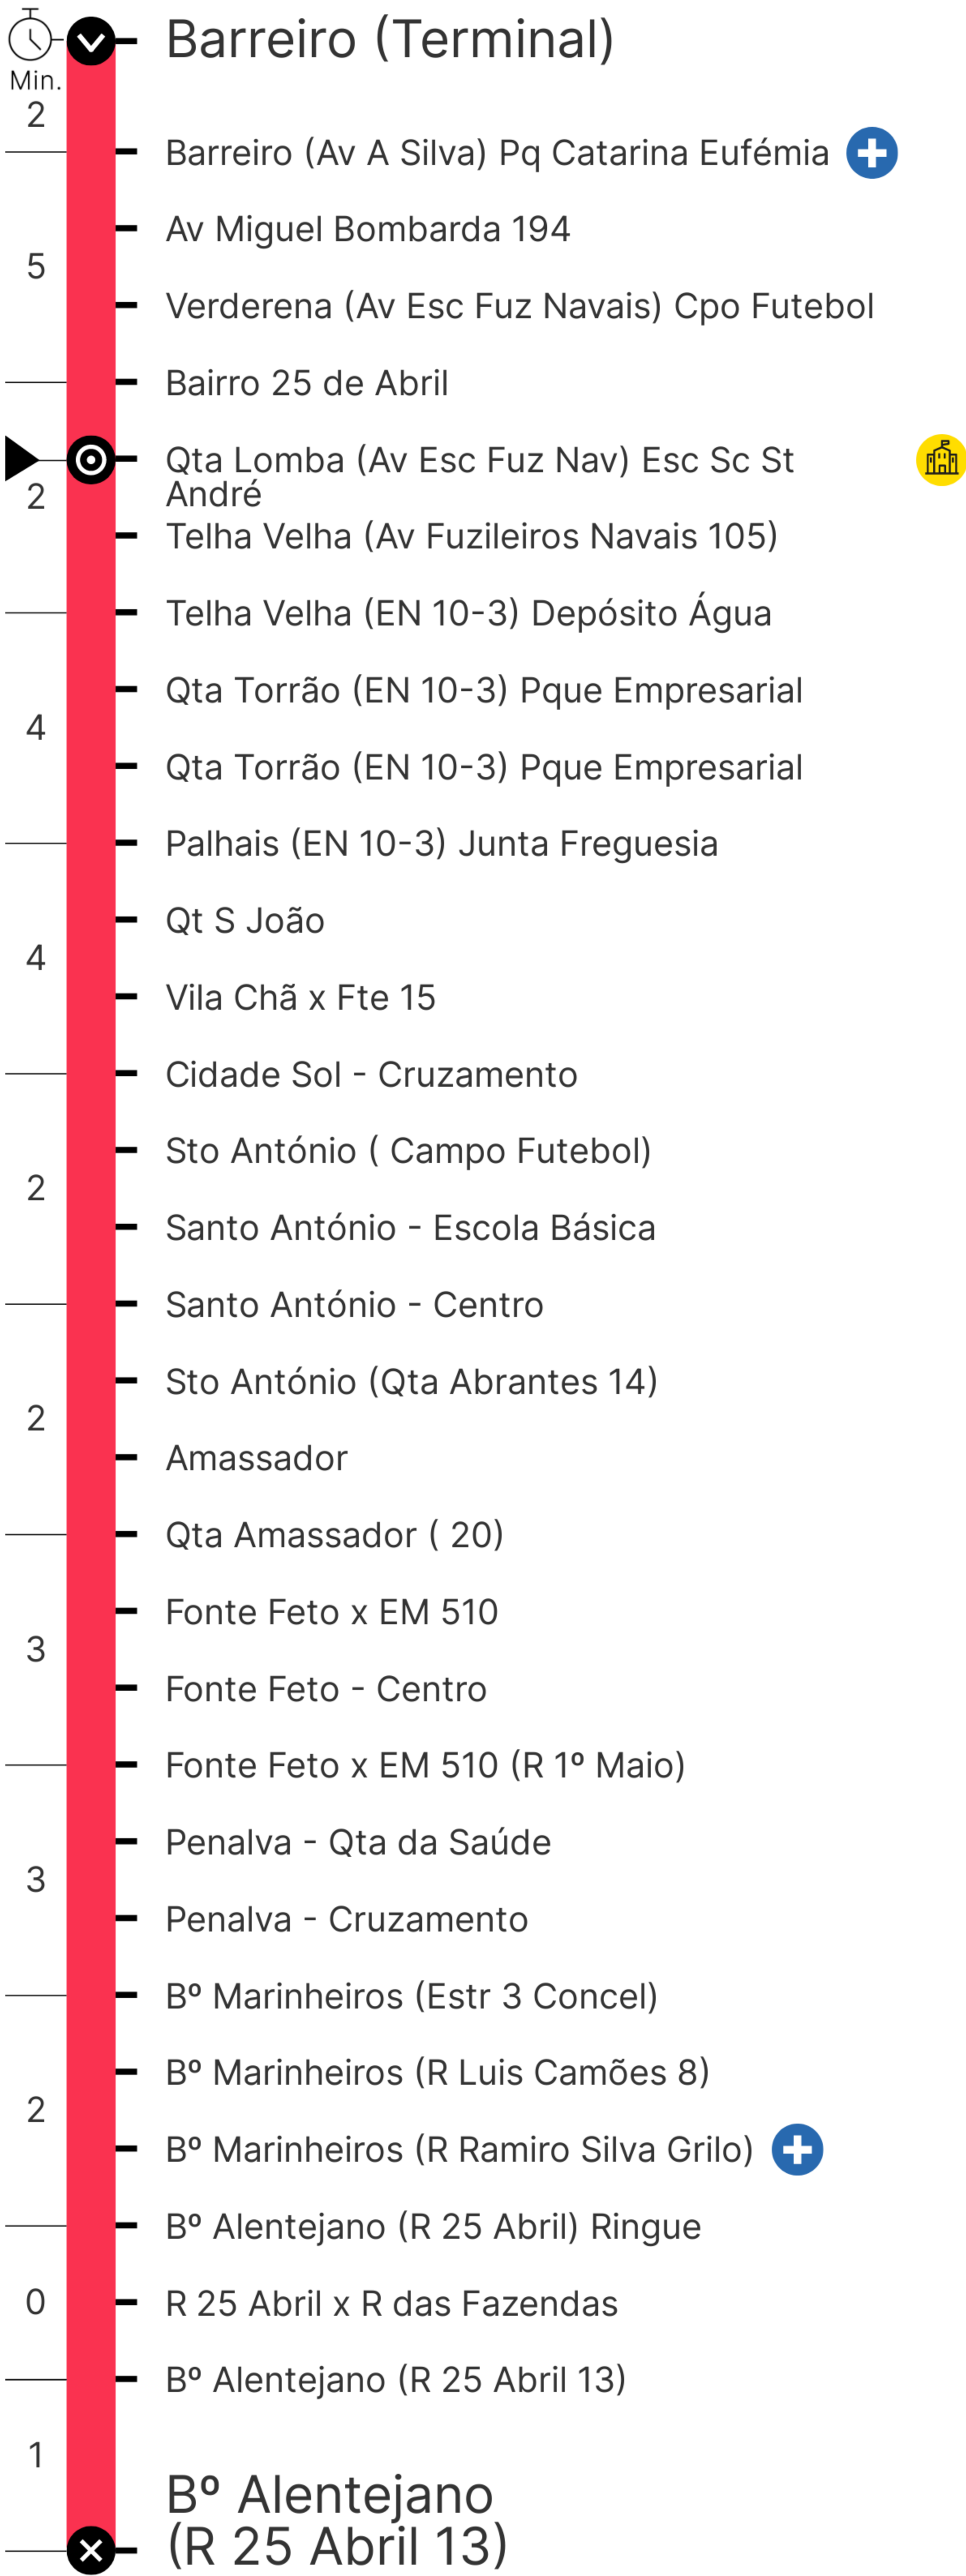 Barreiro (Terminal)
Min.
2
Barreiro (Av A Silva) Pq Catarina Eufémia
Av Miguel Bombarda 194
5
Verderena (Av Esc Fuz Navais) Cpo Futebol
Bairro 25 de Abril
Qta Lomba (Av Esc Fuz Nav) Esc Sc St
André
2
Telha Velha (Av Fuzileiros Navais 105)
Telha Velha (EN 10-3) Depósito Água
Qta Torrão (EN 10-3) Pque Empresarial
4
Qta Torrão (EN 10-3) Pque Empresarial
Palhais (EN 10-3) Junta Freguesia
Qt S João
4
Vila Chã x Fte 15
Cidade Sol - Cruzamento
Sto António ( Campo Futebol)
2
Santo António - Escola Básica
Santo António - Centro
Sto António (Qta Abrantes 14)
2
Amassador
Qta Amassador ( 20)
Fonte Feto x EM 510
3
Fonte Feto - Centro
Fonte Feto x EM 510 (R 1º Maio)
Penalva - Qta da Saúde
3
Penalva - Cruzamento
Bº Marinheiros (Estr 3 Concel)
Bº Marinheiros (R Luis Camões 8)
2
Bº Marinheiros (R Ramiro Silva Grilo)
Bº Alentejano (R 25 Abril) Ringue
0
R 25 Abril x R das Fazendas
Bº Alentejano (R 25 Abril 13)
1
Bº Alentejano
(R 25 Abril 13)